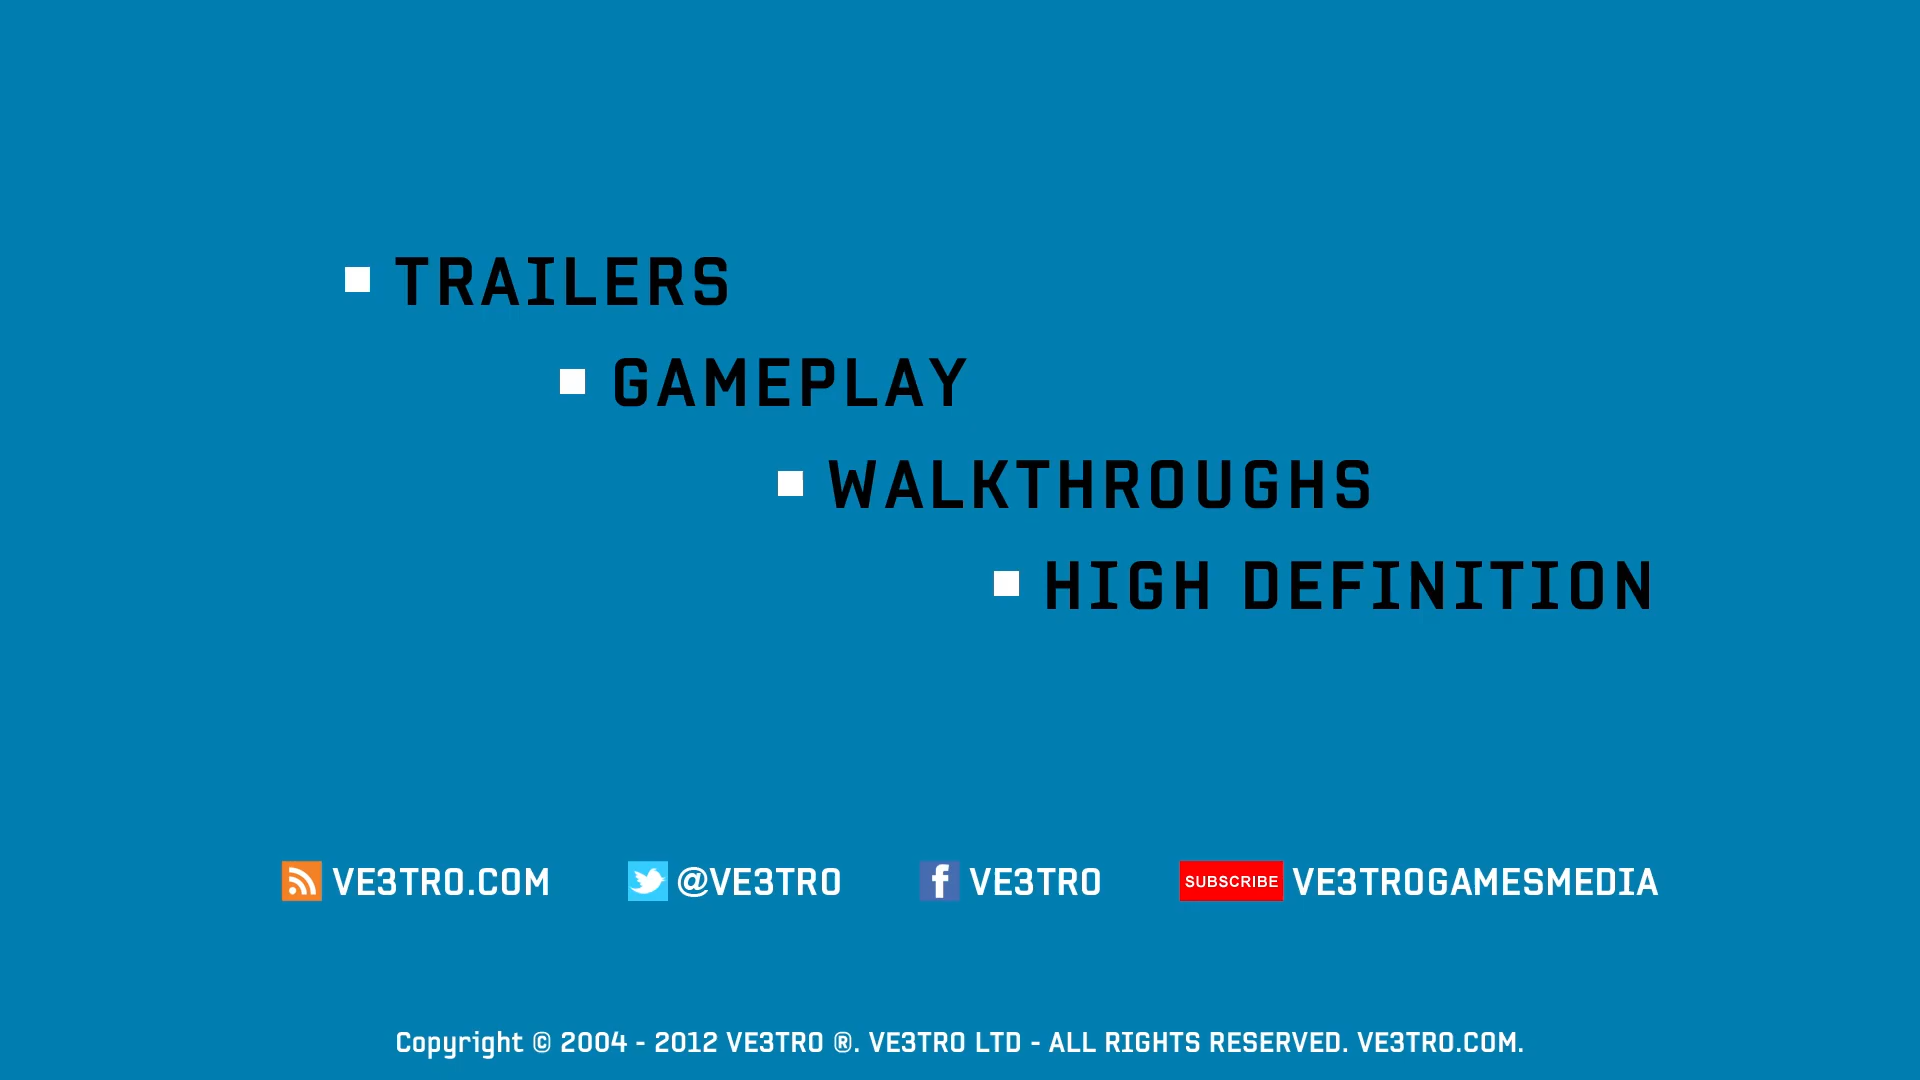 TRAILERS
GAMEPLAY
WALKTHROUGHS
HIGH DEFINITION
VE3TRO.COM @VE3TRO f VE3TRO SUBSCRIBE VE3TROGAMESMEDIA
Copyright © 2004 - 2012 VE3TRO ®. VE3TRO LTD - ALL RIGHTS RESERVED. VE3TRO.COM.